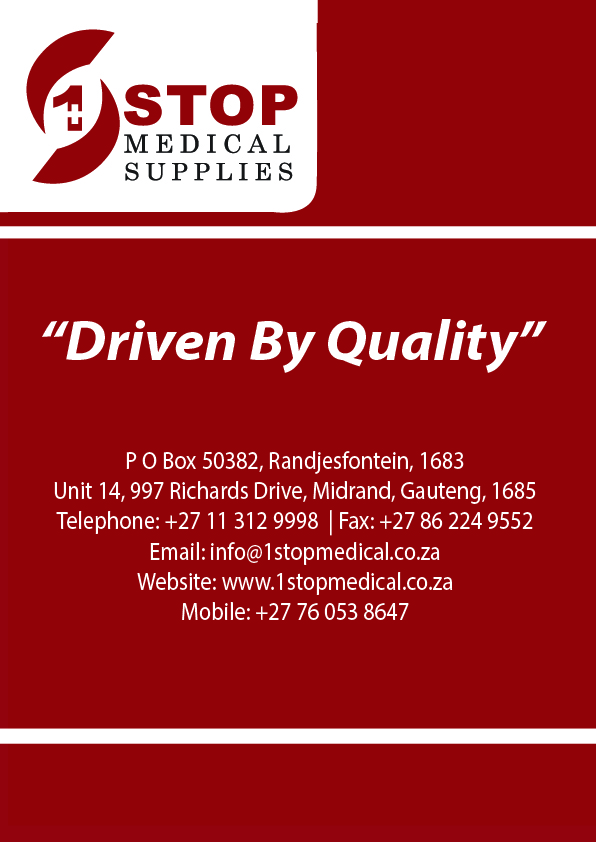 1 STOP
MEDICAL
SUPPLIES
“Driven By Quality”
P O Box 50382, Randjesfontein, 1683
Unit 14, 997 Richards Drive, Midrand, Gauteng, 1685
Telephone: +27 11 312 9998 | Fax: +27 86 224 9552
Email: info@1stopmedical.co.za
Website: www.1stopmedical.co.za
Mobile: +27 76 053 8647